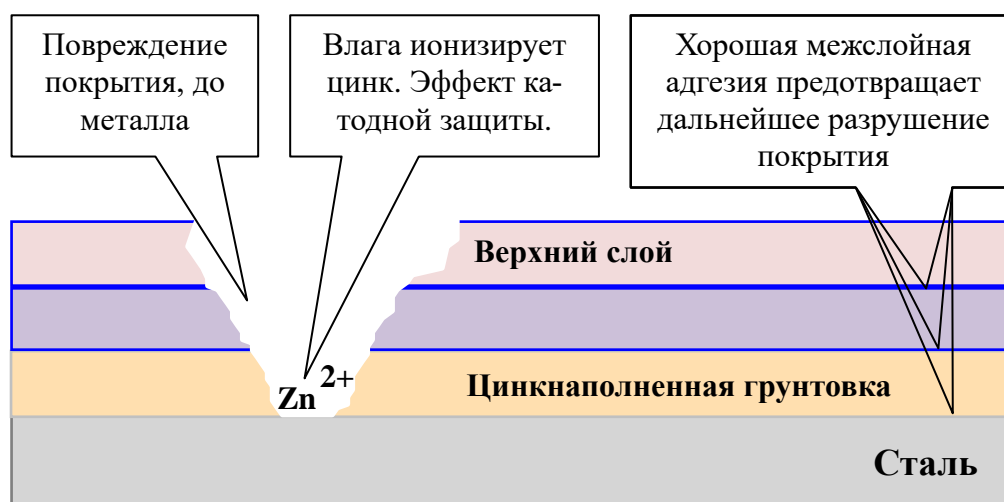 Повреждение
покрытия, до
металла
Влага ионизирует
цинк. Эффект ка-
тодной защиты.
Хорошая межслойная
адгезия предотвращает
дальнейшее разрушение
покрытия
Верхний слой
Zn2+
Цинкнаполненная грунтовка
Сталь